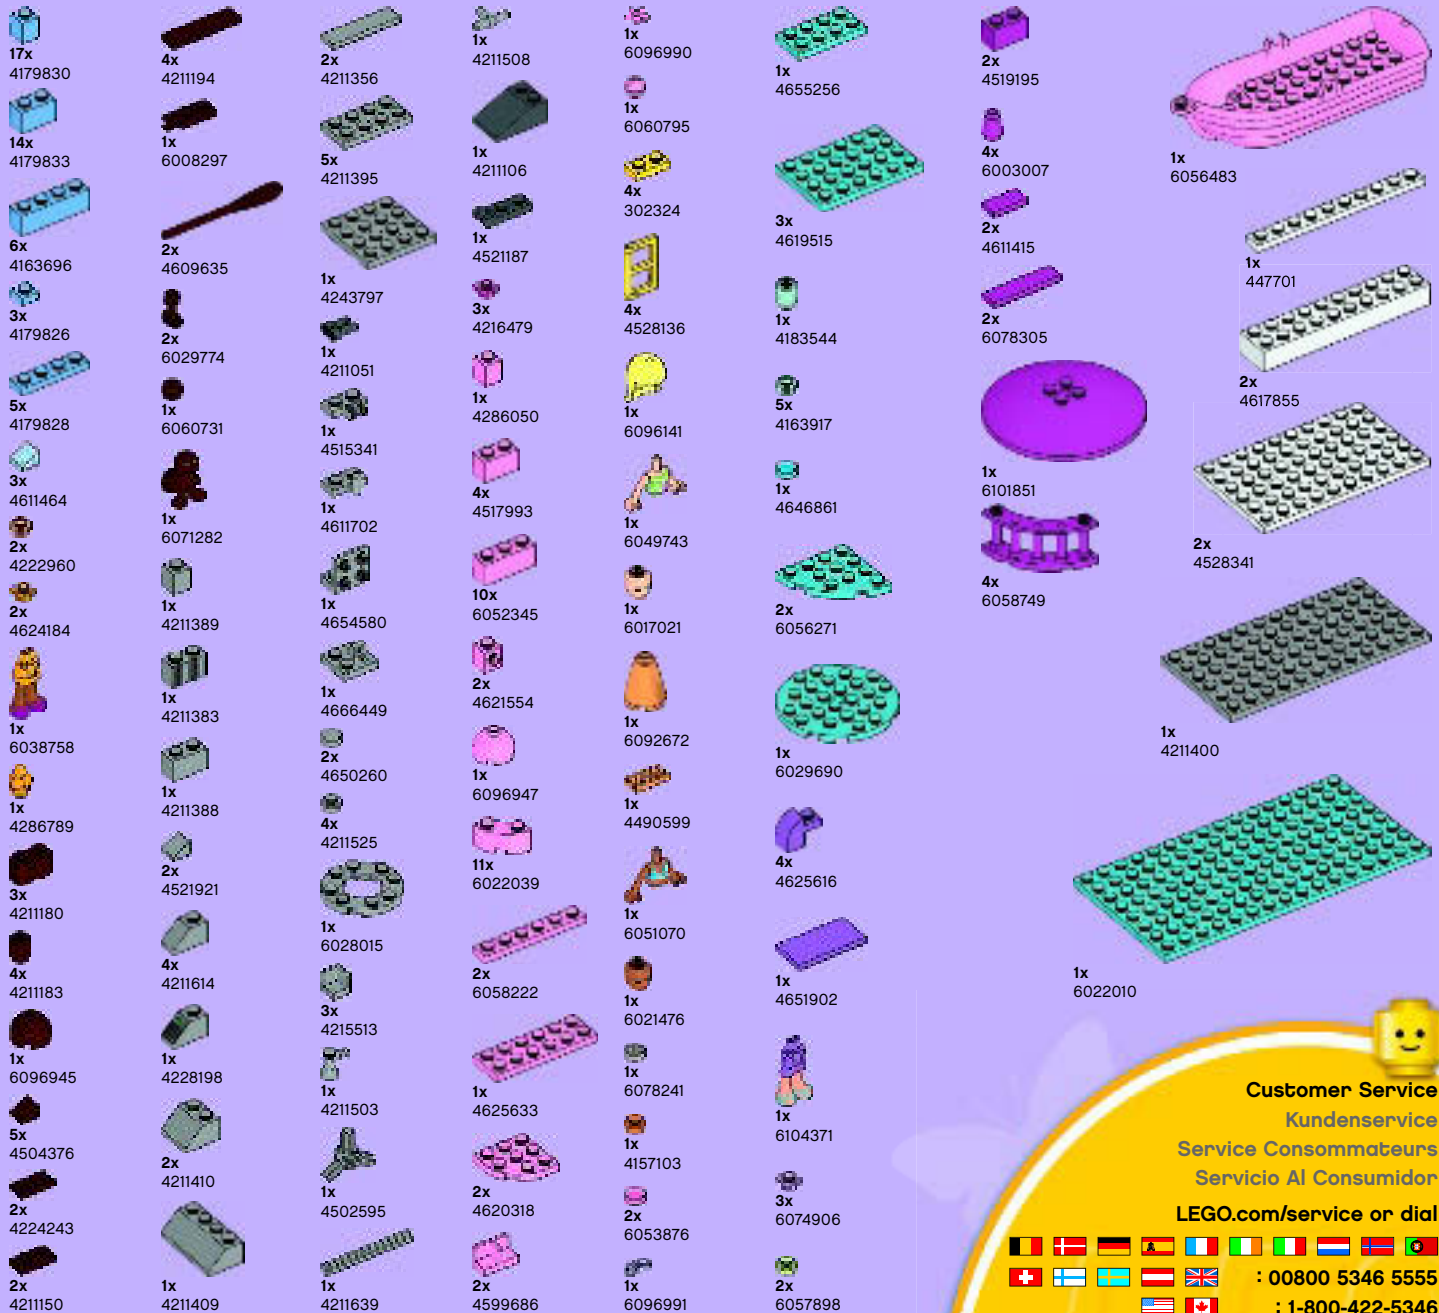 17x
4179830
14x
4179833
6x
4163696
3x
4179826
5x
4179828
3x
4611464
2x
4222960
2x
4624184
1x
6038758
1x
4286789
3x
4211180
4x
4211183
1x
6096945
5x
4504376
2x
4224243
2x
4211150
4x
4211194
1x
6008297
2x
4609635
2x
6029774
1x
6060731
1x
6071282
1x
4211389
1x
4211383
1x
4211388
2x
4521921
4x
4211614
1x
4228198
2x
4211410
1x
4211409
2x
4211356
5x
4211395
1x
4243797
1x
4211051
1x
4515341
1x
4611702
1x
4654580
1x
4666449
2x
4650260
4x
4211525
1x
6028015
3x
4215513
1x
4211503
1x
4502595
1x
4211639
1x
4211508
1x
4211106
1x
4521187
3x
4216479
1x
4286050
4x
4517993
10x
6052345
2x
4621554
1x
6096947
11x
6022039
2x
6058222
1x
4625633
2x
4620318
2x
4599686
1x
6096990
1x
6060795
4x
302324
4x
4528136
1x
6096141
1x
6049743
1x
6017021
1x
6092672
1x
4490599
1x
6051070
1x
6021476
1x
6078241
1x
4157103
2x
6053876
1x
6096991
1x
4655256
3x
4619515
1x
4183544
5x
4163917
1x
4646861
2x
6056271
1x
6029690
4x
4625616
1x
4651902
1x
6104371
3x
6074906
2x
6057898
2x
4519195
4x
6003007
2x
4611415
2x
6078305
1x
6101851
4x
6058749
1x
6056483
1x
447701
2x
4617855
2x
4528341
1x
4211400
1x
6022010
Customer Service
Kundenservice
Service Consommateurs
Servicio Al Consumidor
LEGO.com/service or dial
: 00800 5346 5555
: 1-800-422-5346